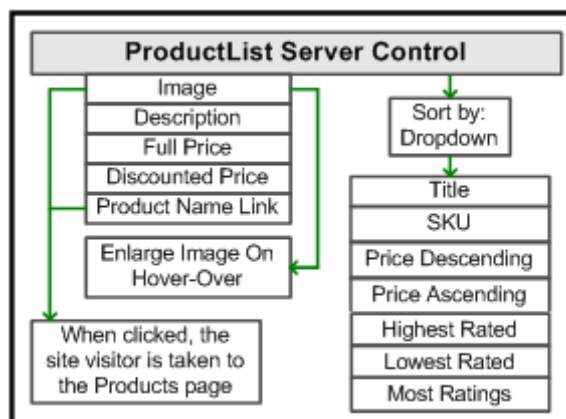 ProductList Server Control
Image
Description
Full Price
Discounted Price
Product Name Link
Enlarge Image On
Hover-Over
When clicked, the
site visitor is taken to
the Products page
Sort by:
Dropdown
Title
SKU
Price Descending
Price Ascending
Highest Rated
Lowest Rated
Most Ratings